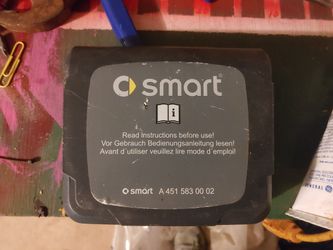 smart
i
Read instructions before use!
Vor Gebrauch Bedienungsanleitung lesen!
Avant d'utiliser veuillez lire mode d'emploi!
smart A 451 583 00 02